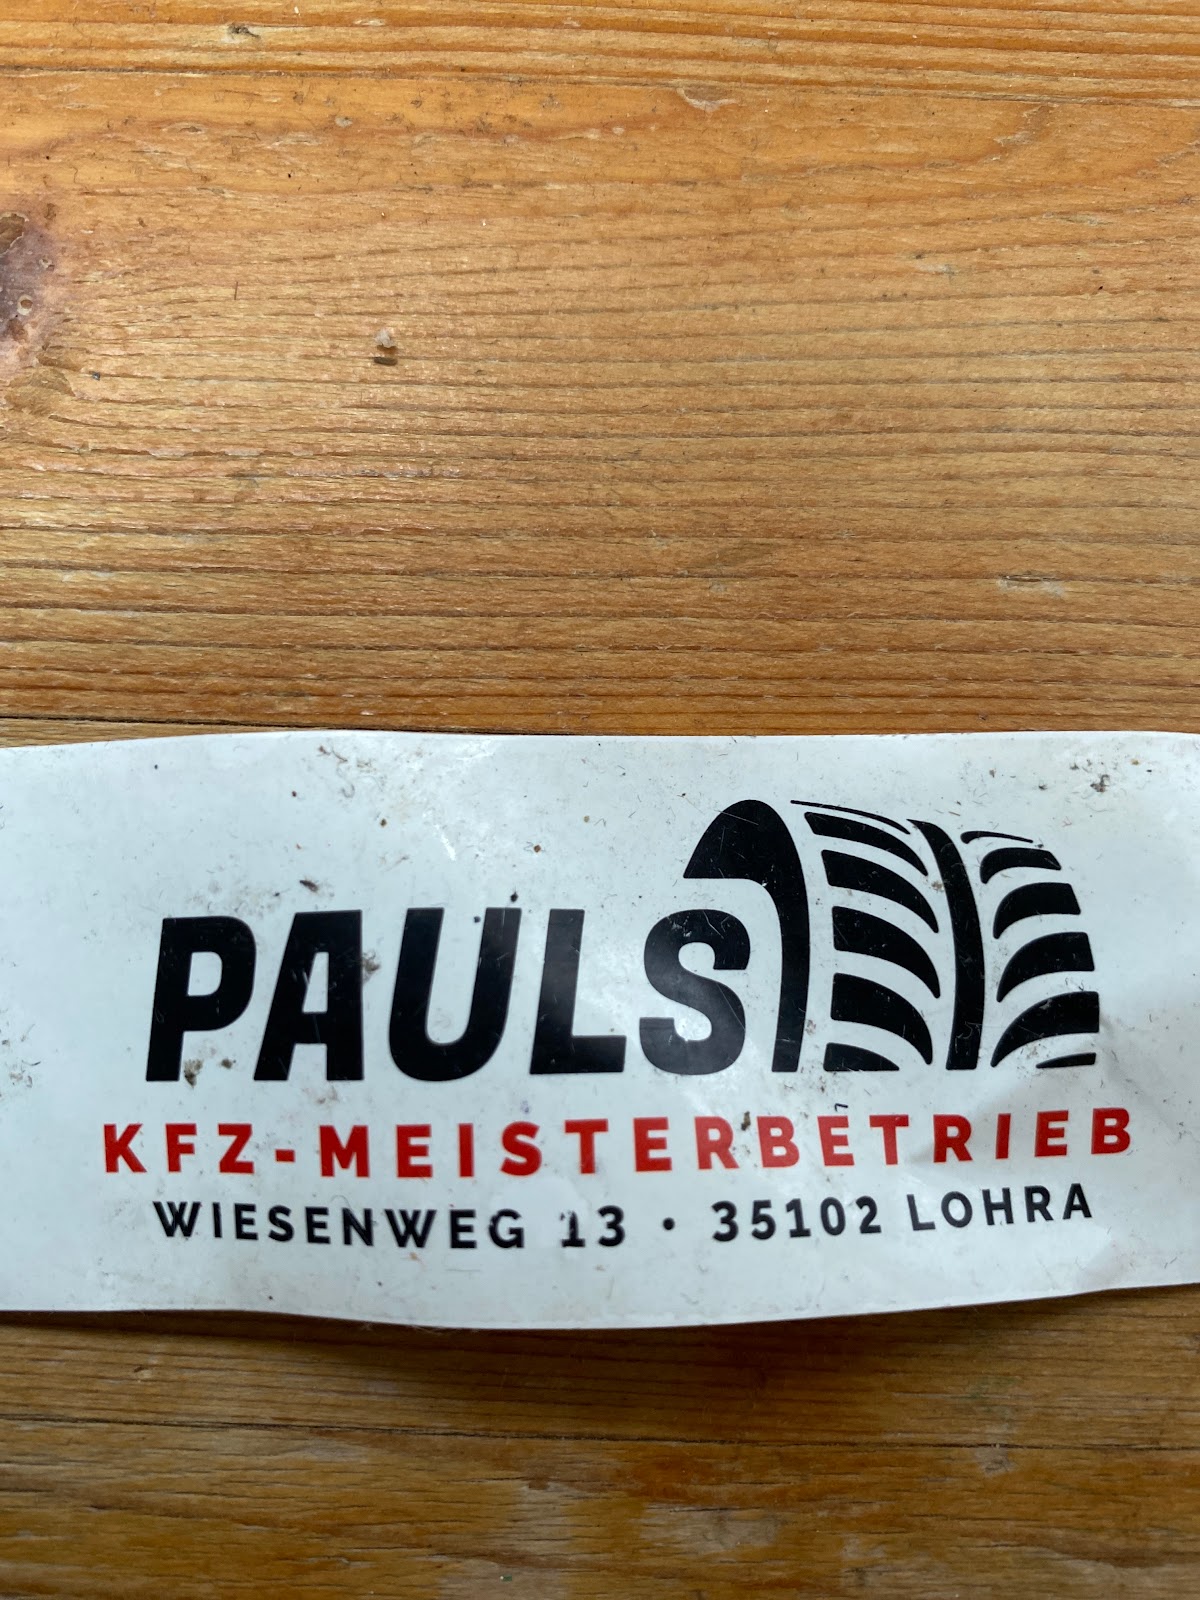 PAULS
KFZ-MEISTERBETRIEB
WIESENWEG 13 • 35102 LOHRA